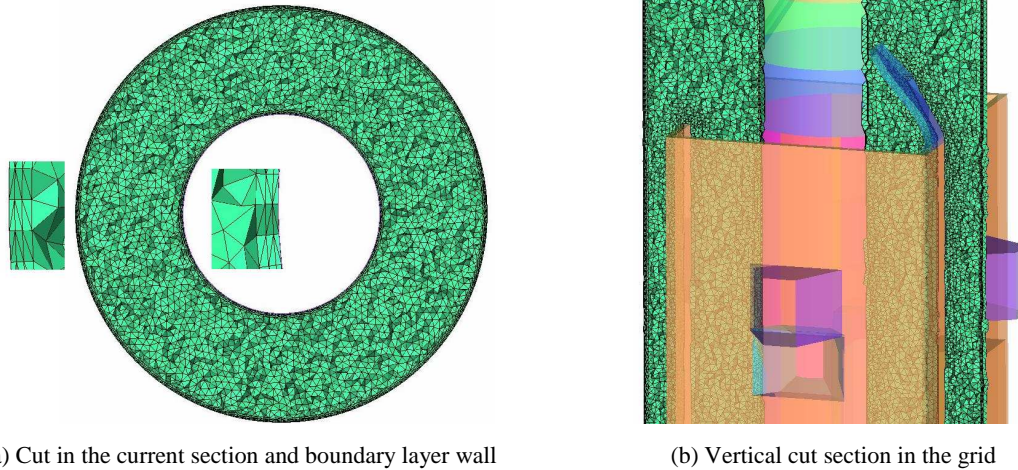 ) Cut in the current section and boundary layer wall
(b) Vertical cut section in the grid